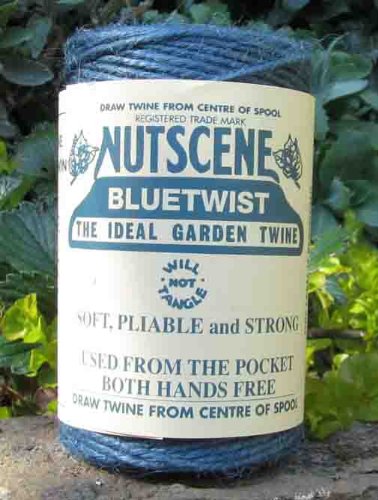 DRAW TWINE FROM CENTRE OF SPOOL
REGISTERED TRADE MARK
NUTSCENE
BLUETWIST
THE IDEAL GARDEN TWINE
WILL
NOT
TANGLE
SOFT, PLIABLE and STRONG
USED FROM THE POCKET
BOTH HANDS FREE
DRAW TWINE FROM CENTRE OF SPOOL